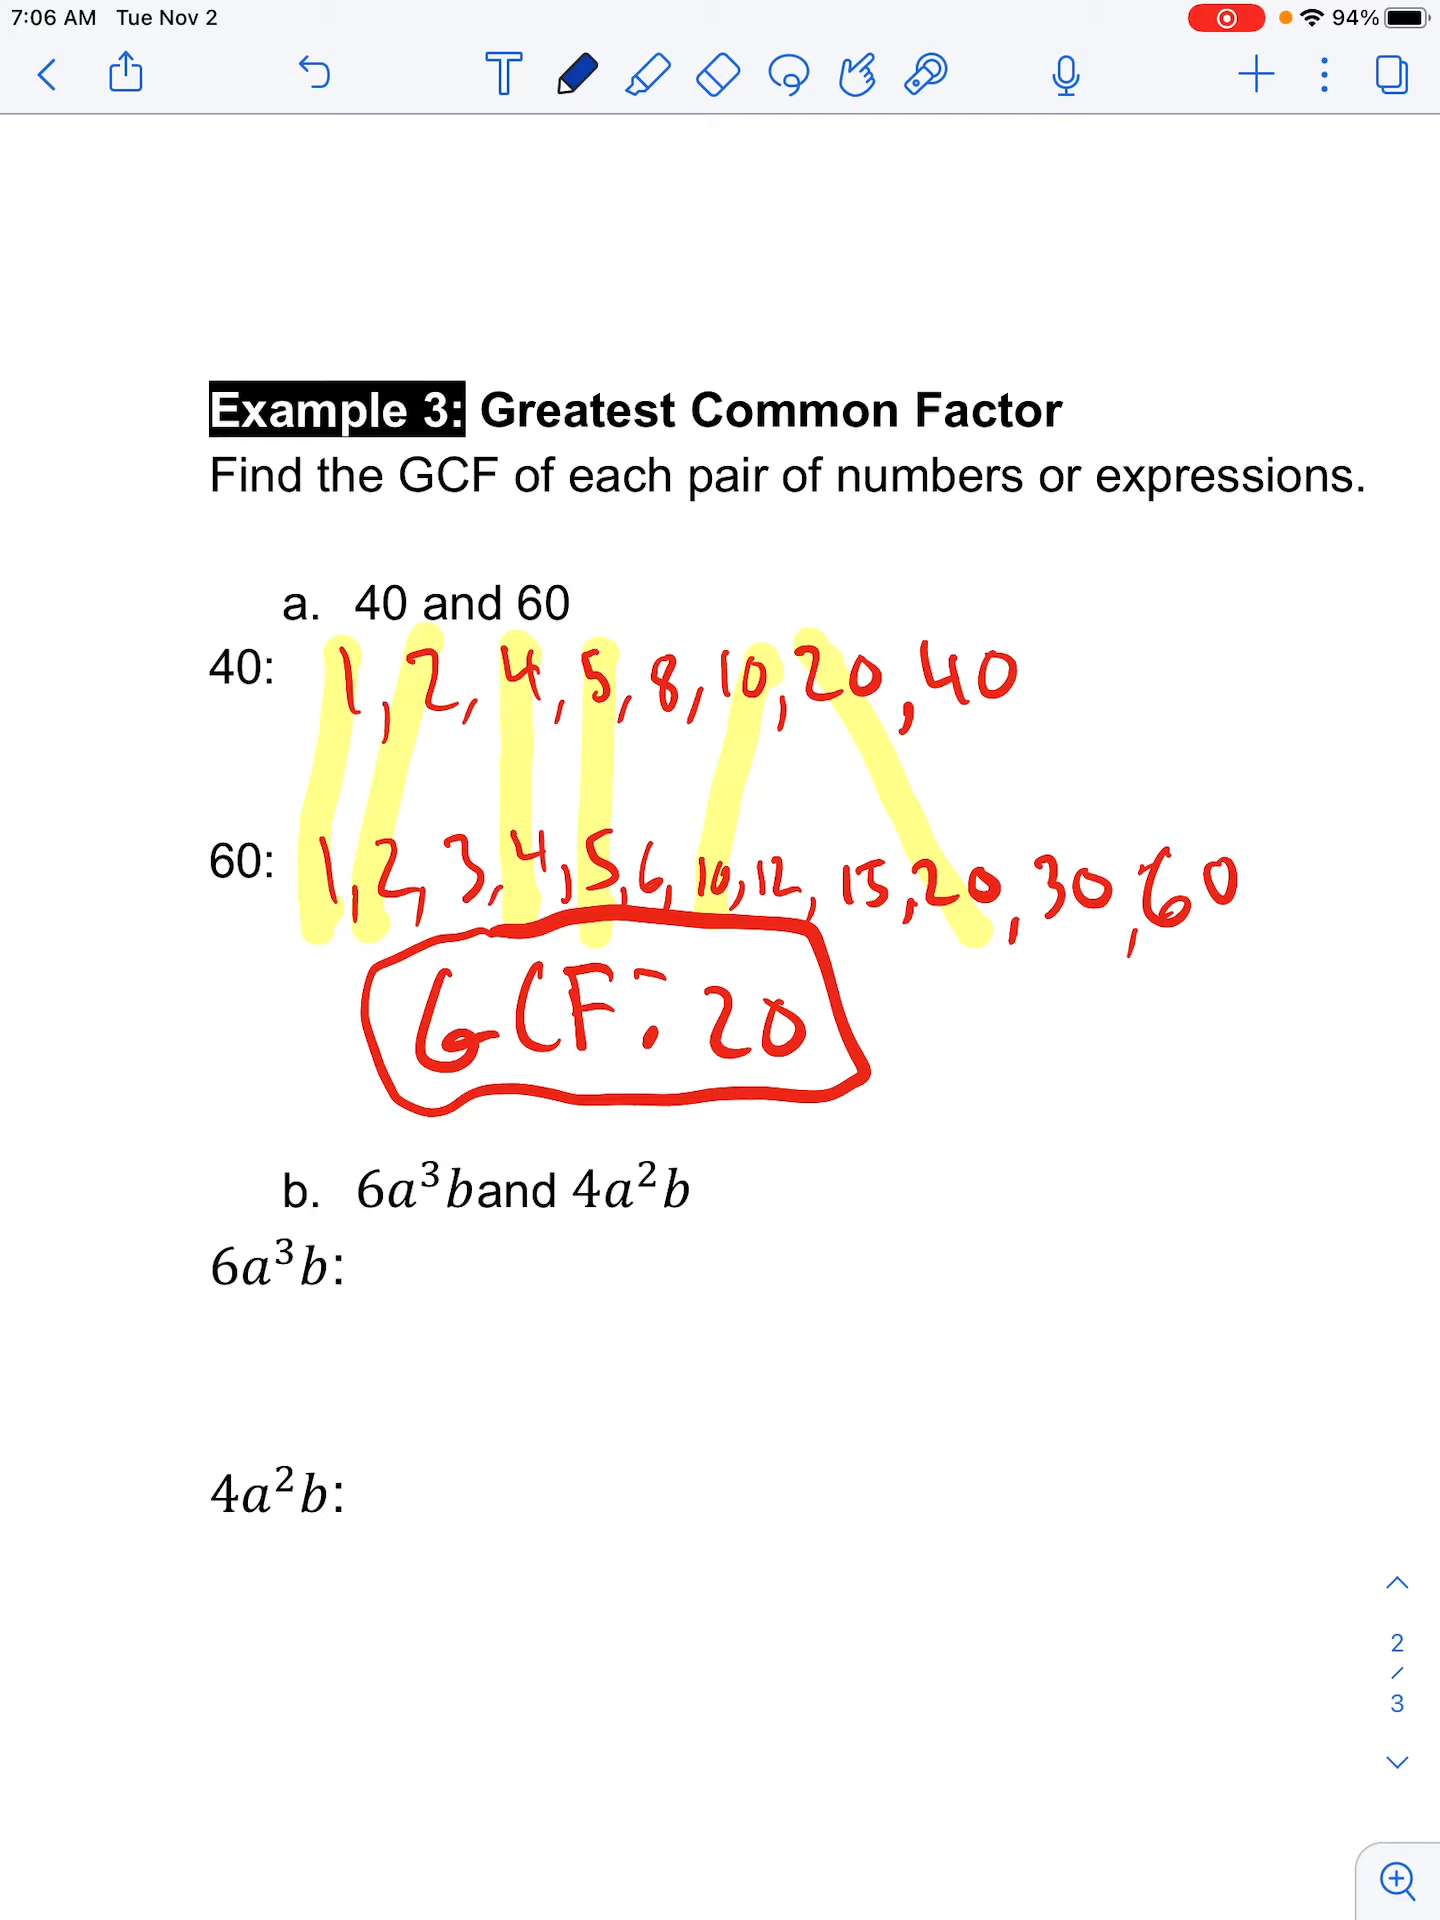 7:06 AM Tue Nov 2 94%
T
Example 3: Greatest Common Factor
Find the GCF of each pair of numbers or expressions.
a. 40 and 60
40: 1, 2, 4, 5, 8, 10, 20, 40
60: 1, 2, 3, 4, 5, 6, 10, 12, 15, 20, 30, 60
GCF: 20
b. 6a³b and 4a²b
6a³b:
4a²b:
2
/
3